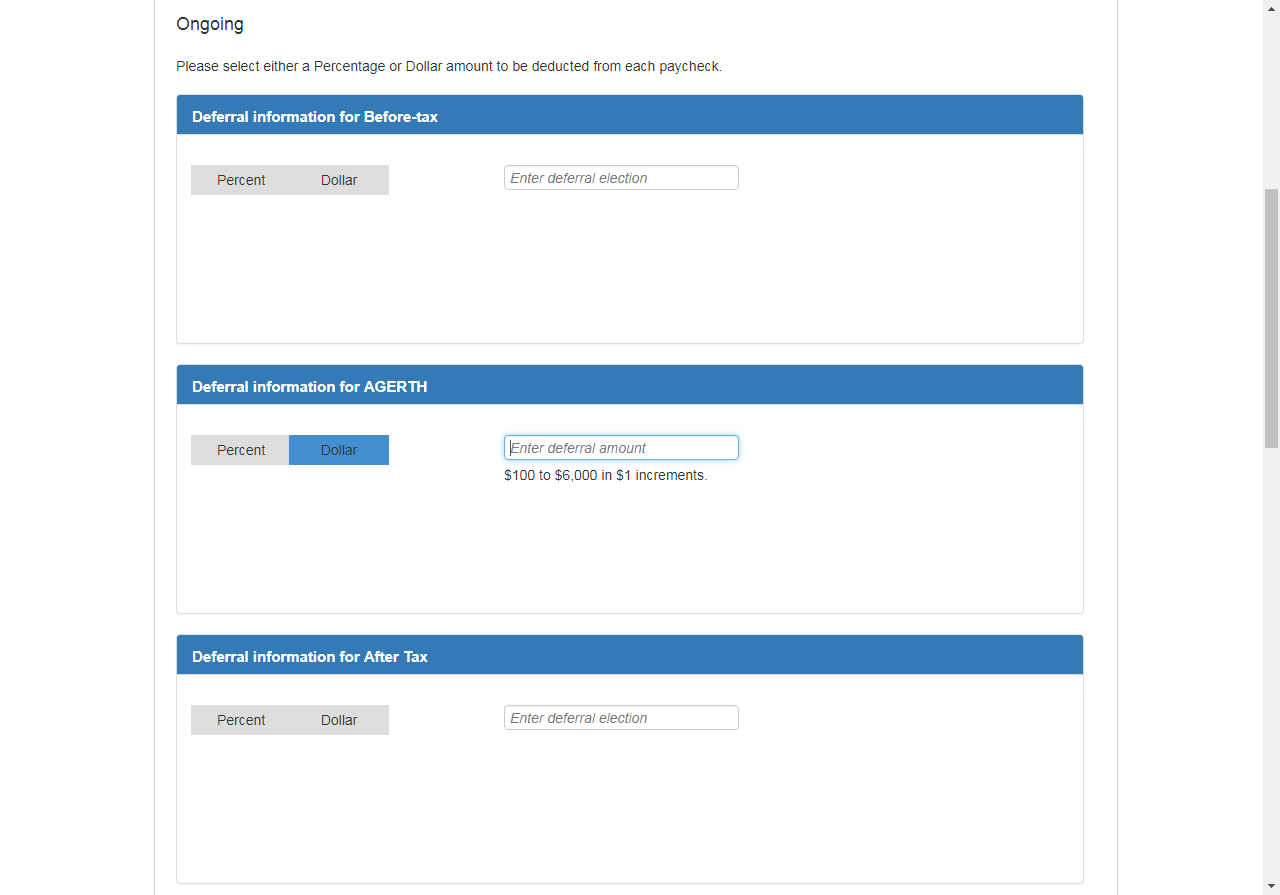 Ongoing
Please select either a Percentage or Dollar amount to be deducted from each paycheck.
Deferral information for Before-tax
Percent Dollar Enter deferral election
Deferral information for AGERTH
Percent Dollar Enter deferral amount
$100 to $6,000 in $1 increments.
Deferral information for After Tax
Percent Dollar Enter deferral election